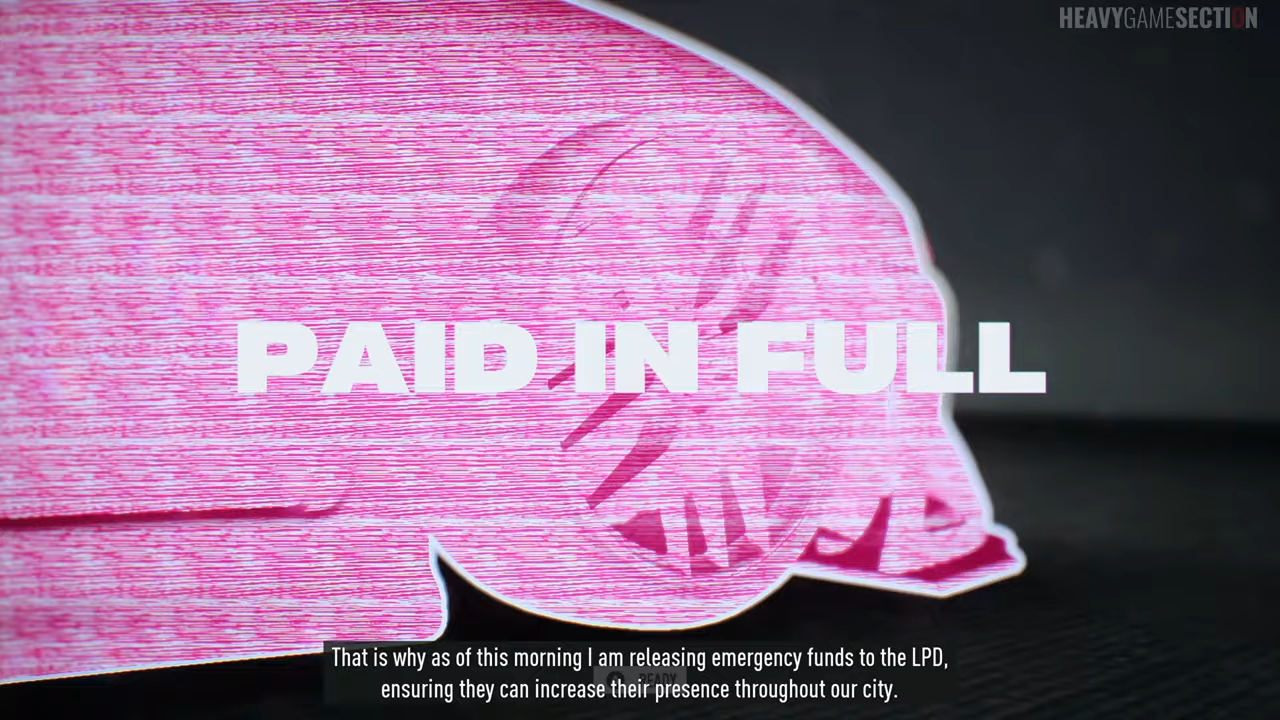 HEAVYGAMESECTION
PAID IN FULL
That is why as of this morning I am releasing emergency funds to the LPD,
READY
ensuring they can increase their presence throughout our city.